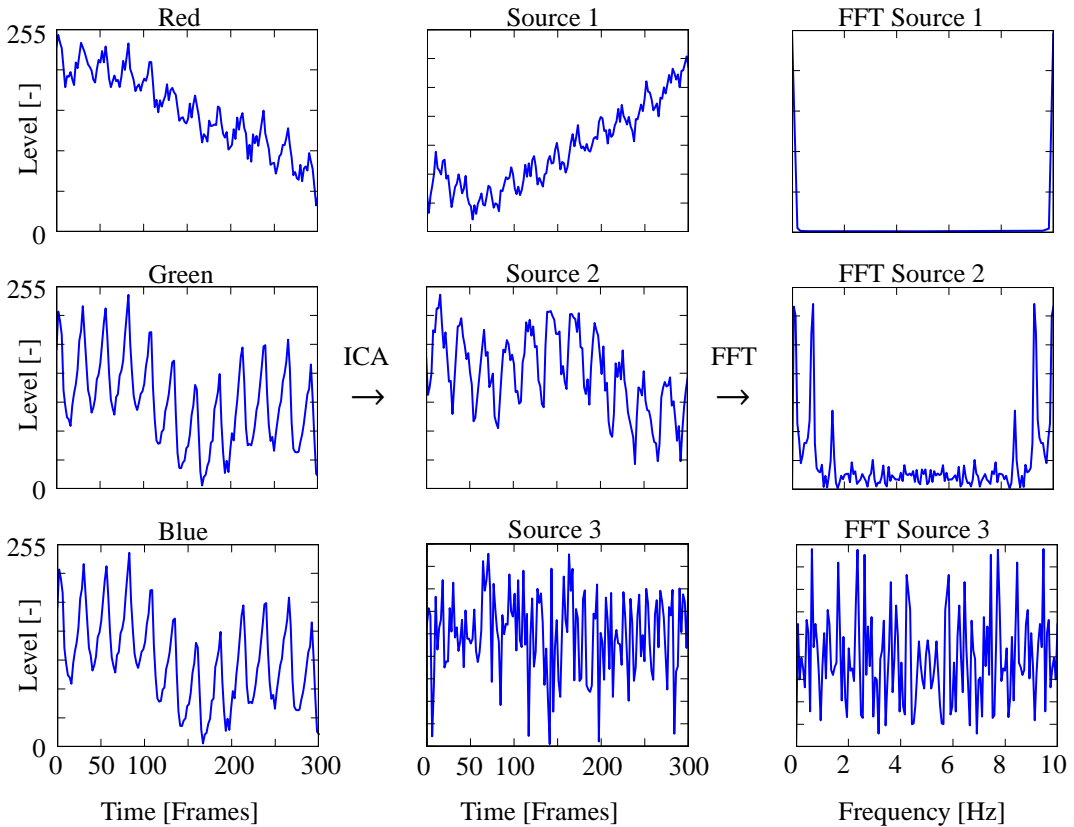 Red Source 1 FFT Source 1
255
Level [-]
0
Green Source 2 FFT Source 2
255
Level [-]
ICA FFT
→ →
0
Blue Source 3 FFT Source 3
255
Level [-]
0
0 50 100 200 300 0 50 100 200 300 0 2 4 6 8 10
Time [Frames] Time [Frames] Frequency [Hz]